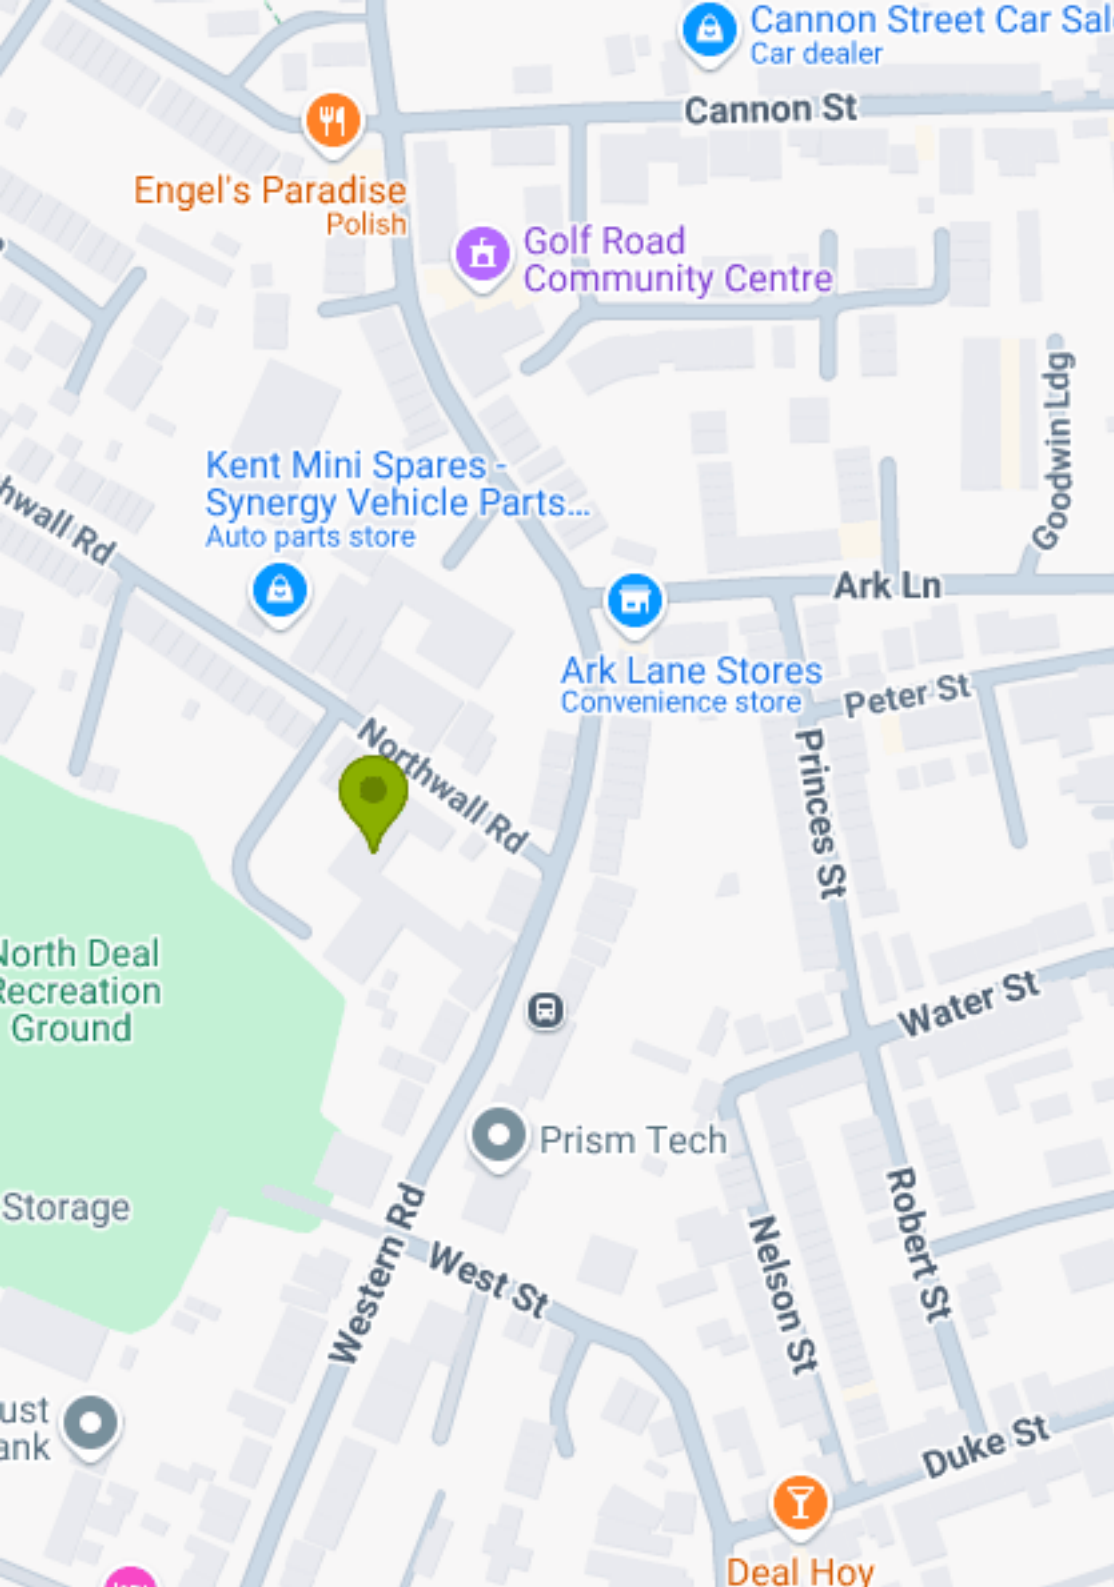 Cannon Street Car Sal
Car dealer
Cannon St
Engel's Paradise
Polish
Golf Road
Community Centre
Goodwin Ldg
Kent Mini Spares -
Synergy Vehicle Parts...
Auto parts store
hwall Rd
Ark Ln
Ark Lane Stores
Convenience store
Peter St
Northwall Rd
Princes St
North Deal
Recreation
Ground
Water St
Prism Tech
Storage
Western Rd
West St
Nelson St
Robert St
ust
ank
Duke St
Deal Hoy